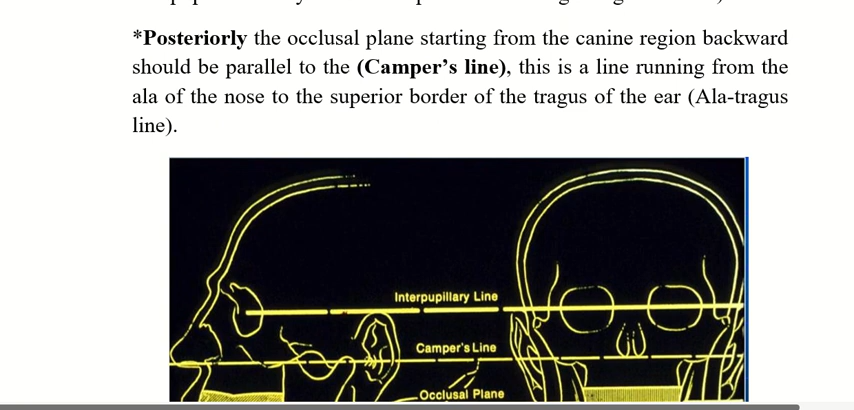 *Posteriorly the occlusal plane starting from the canine region backward
should be parallel to the (Camper's line), this is a line running from the
ala of the nose to the superior border of the tragus of the ear (Ala-tragus
line).
Interpupillary Line
Camper's Line
Occlusal Plane